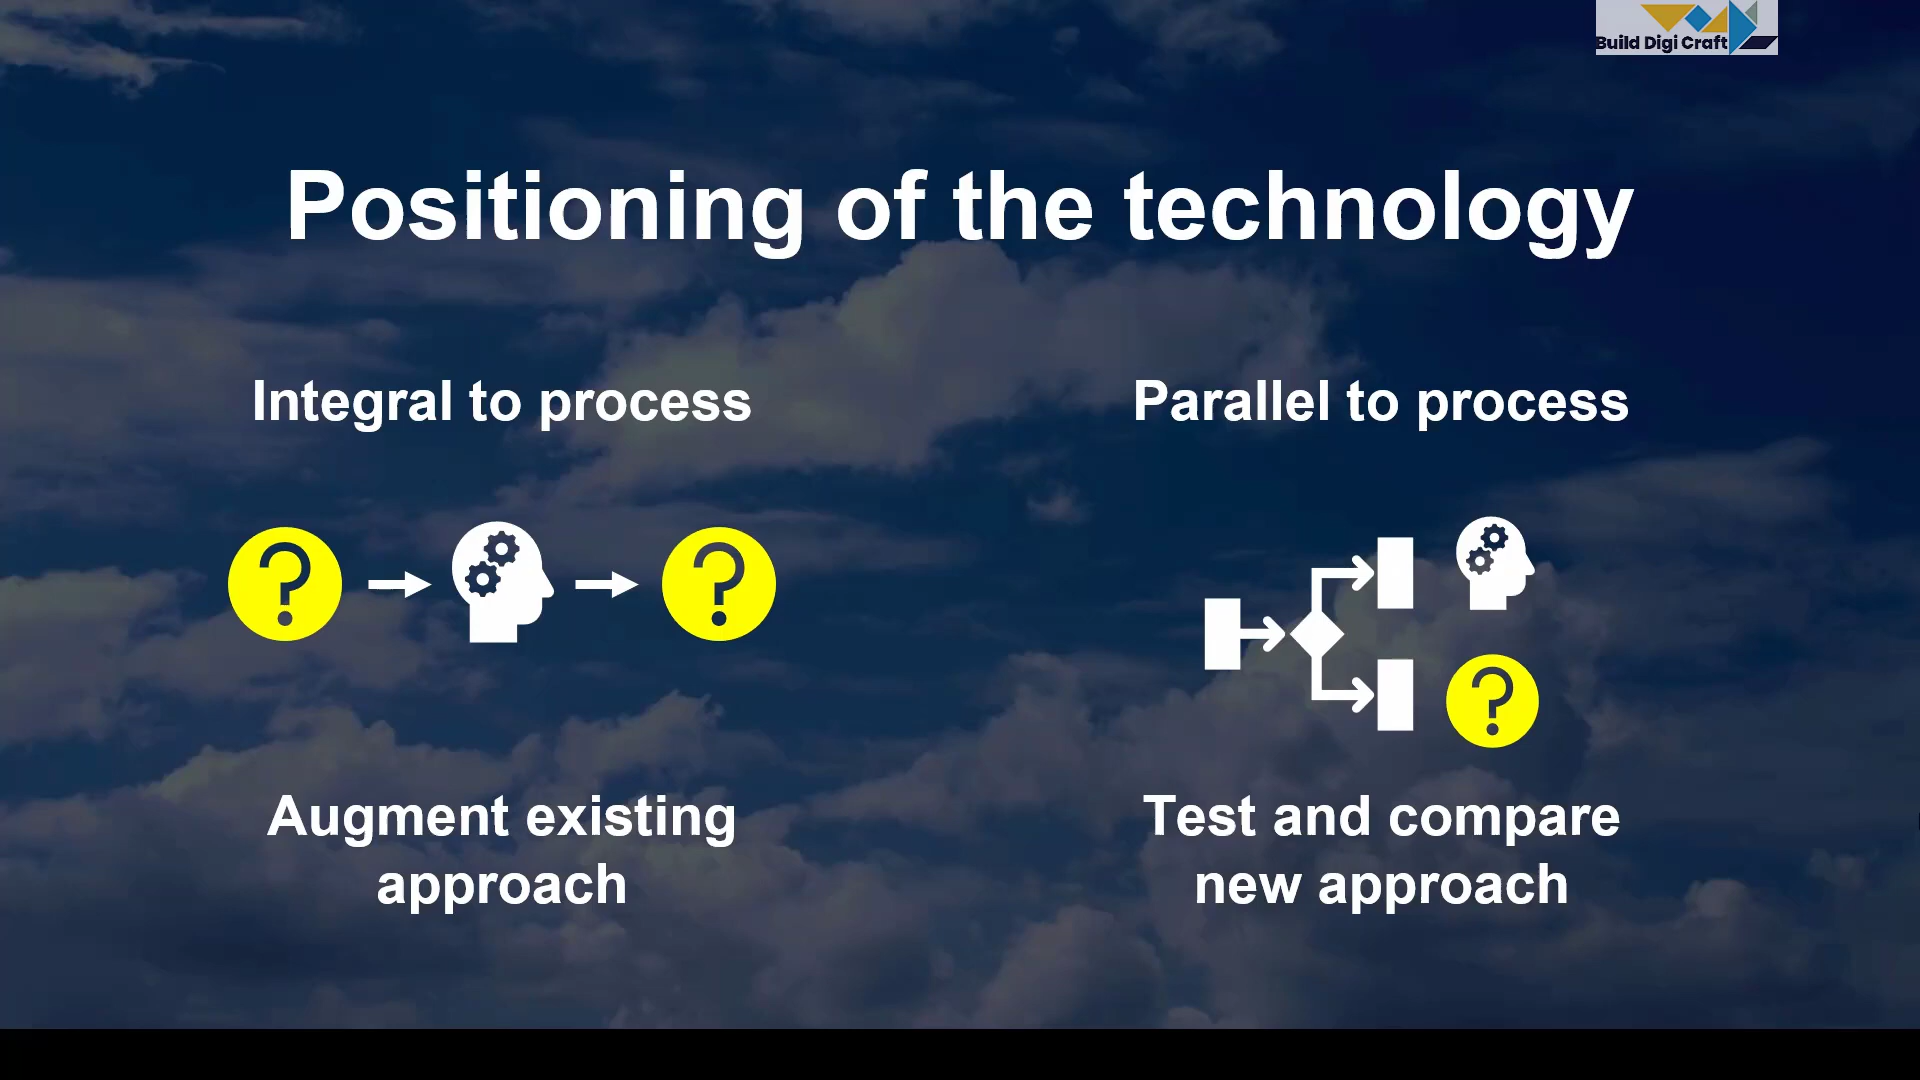 Build Digi Craft
Positioning of the technology
Integral to process
Parallel to process
?
?
?
Augment existing
approach
Test and compare
new approach